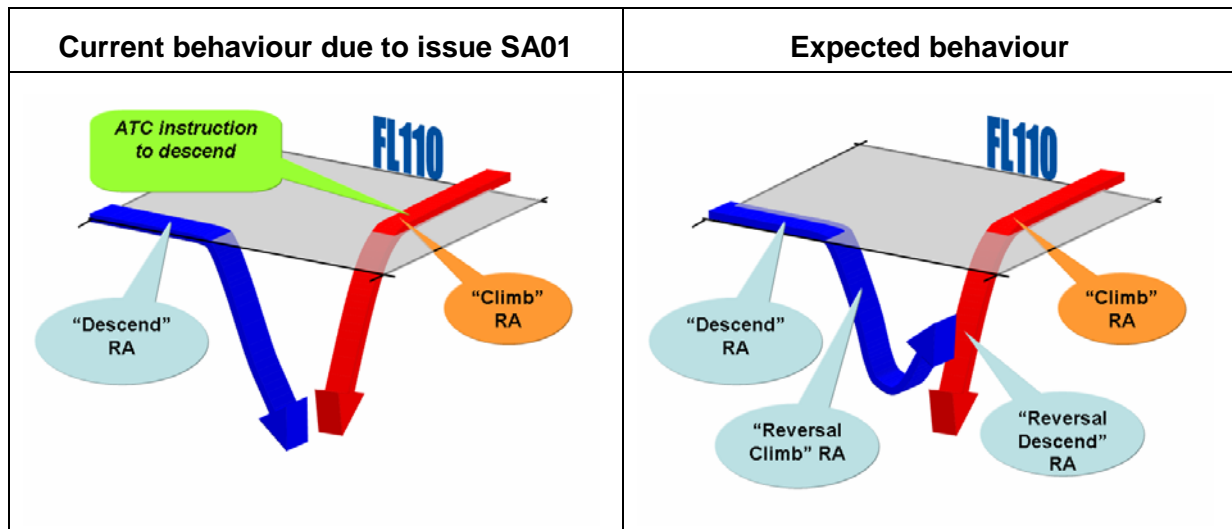 Current behaviour due to issue SA01
Expected behaviour
ATC instruction
to descend
FL110
"Descend"
RA
"Climb"
RA
FL110
"Descend"
RA
"Reversal
Climb" RA
"Climb"
RA
"Reversal
Descend"
RA